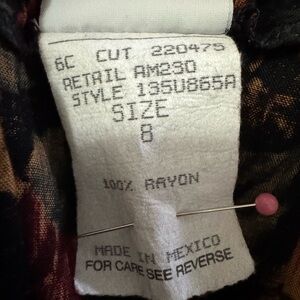 6C CUT 220475
RETAIL AM230
STYLE 135U865A
SIZE
8
100% RAYON
MADE IN MEXICO
FOR CARE SEE REVERSE